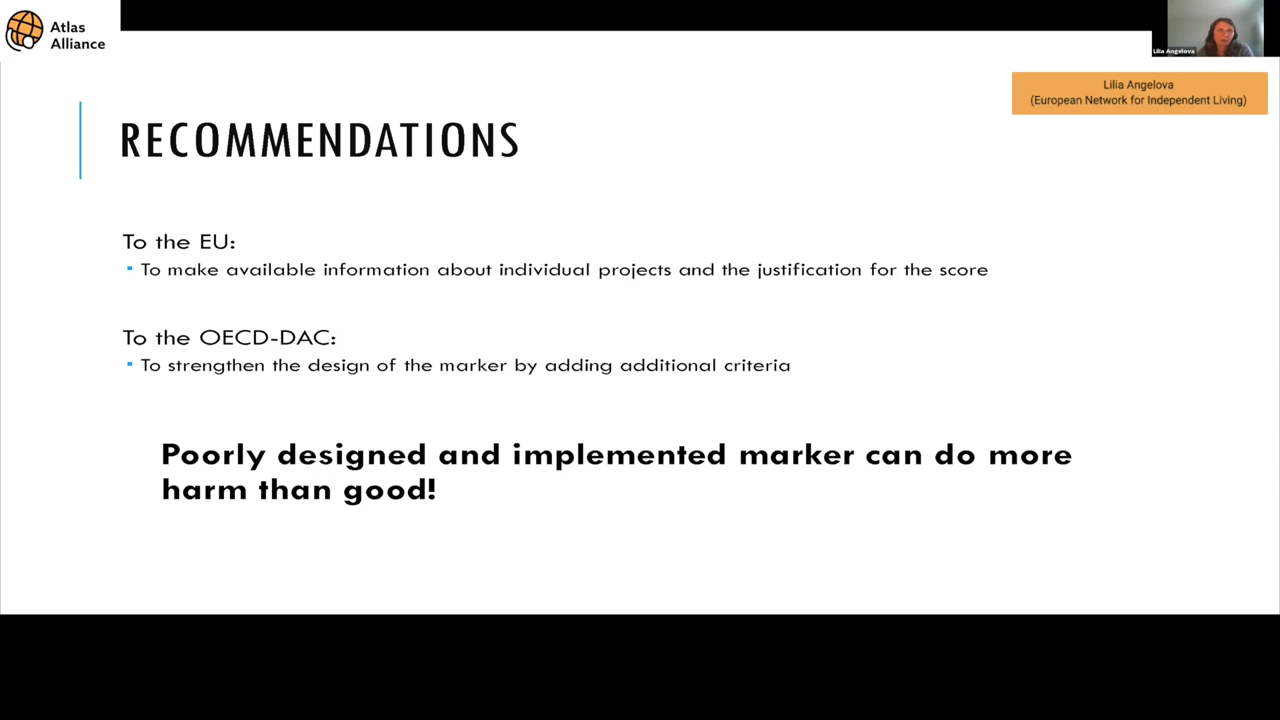 Atlas
Alliance
Lilia Angelova
Lilia Angelova
(European Network for Independent Living)
RECOMMENDATIONS
To the EU:
▪ To make available information about individual projects and the justification for the score
To the OECD-DAC:
▪ To strengthen the design of the marker by adding additional criteria
Poorly designed and implemented marker can do more
harm than good!